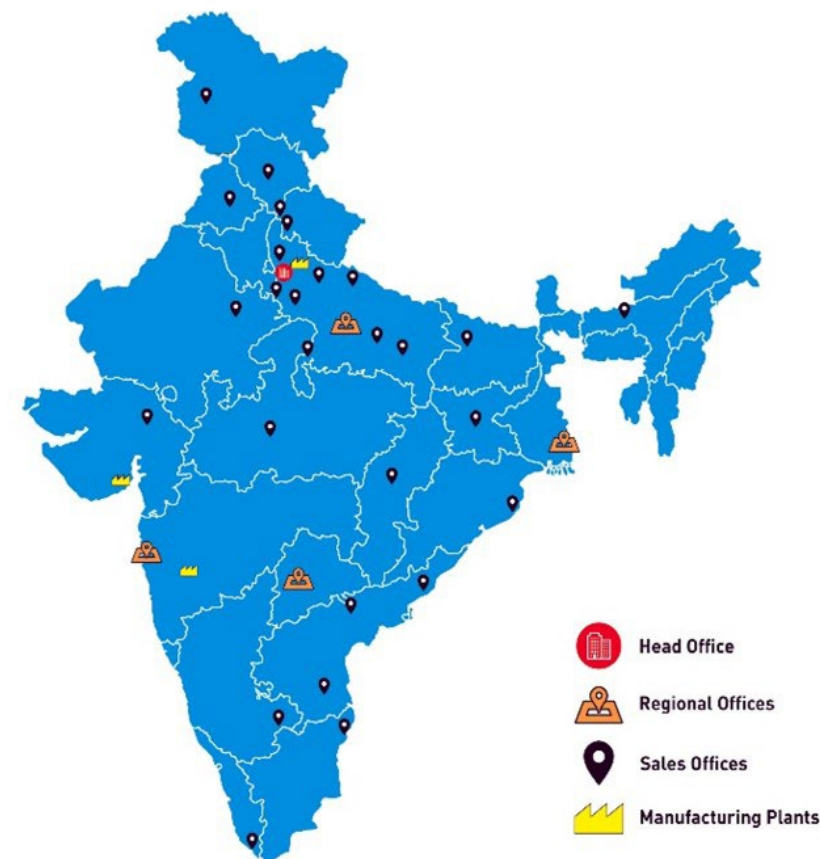 Head Office
Regional Offices
Sales Offices
Manufacturing Plants